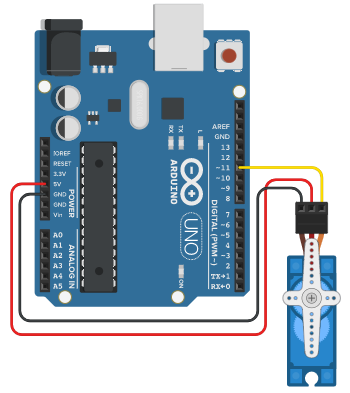 RX
TX
L
AREF
GND
13
12
~11
~10
~9
8
7
~6
~5
4
~3
2
TX→1
RX←0
DIGITAL (PWM~)
IOREF
RESET
3.3V
5V
GND
GND
Vin
POWER
A0
A1
A2
A3
A4
A5
ANALOG IN
ARDUINO
UNO
ON